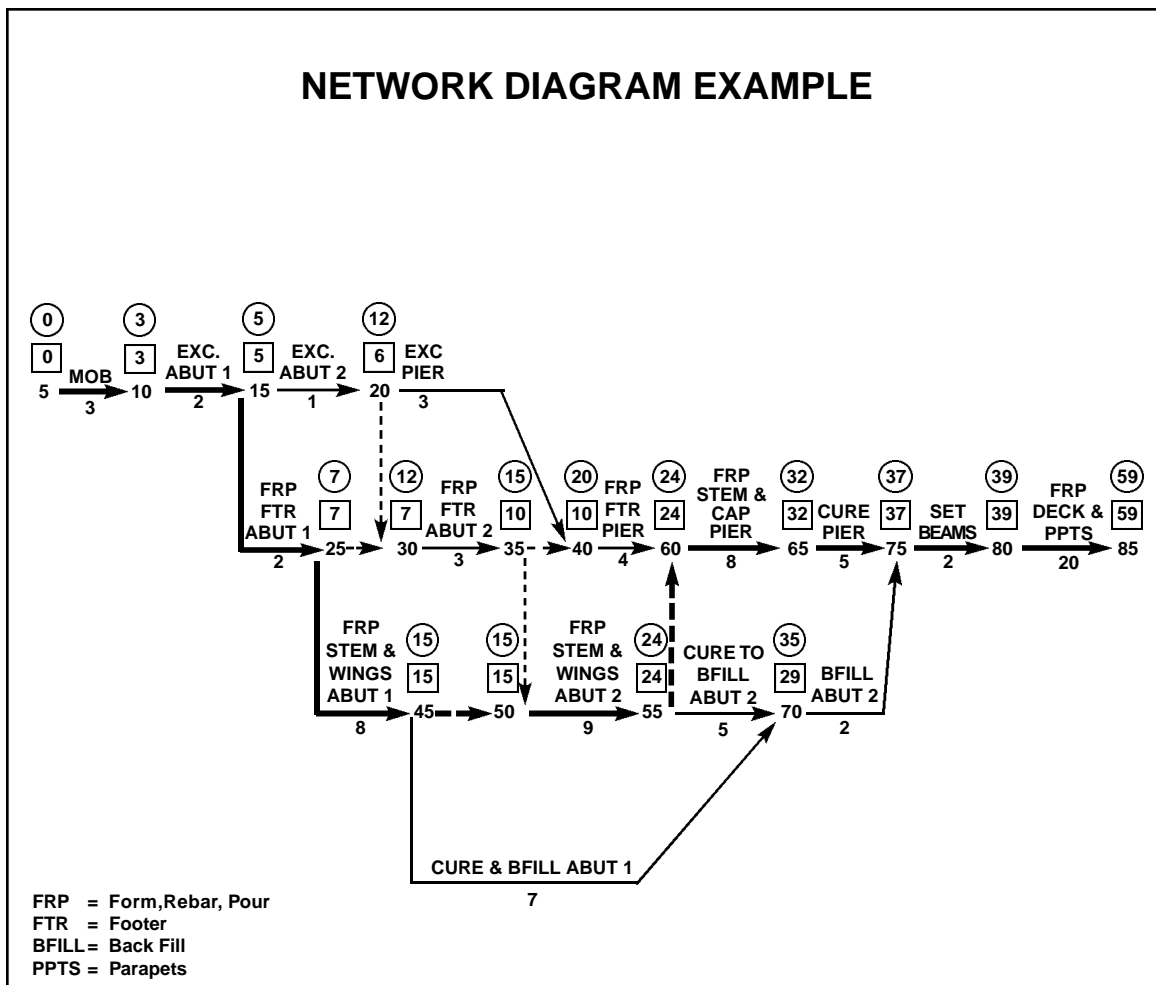 NETWORK DIAGRAM EXAMPLE
0 3 5 12
0 3 5 6
MOB
EXC.
ABUT 1
EXC.
ABUT 2
EXC
PIER
5 10 15 20
3 2 1 3
7 12 15 20 24 32 37 39 59
7 7 10 10 24 32 37 39 59
FRP
FTR
ABUT 1
FRP
FTR
ABUT 2
FRP
FTR
PIER
FRP
STEM &
CAP
PIER
CURE
PIER
SET
BEAMS
FRP
DECK &
PPTS
25 30 35 40 60 65 75 80 85
2 3 4 8 5 2 20
15 15 24 35
15 15 24 29
FRP
STEM &
WINGS
ABUT 1
FRP
STEM &
WINGS
ABUT 2
CURE TO
BFILL
ABUT 2
BFILL
ABUT 2
45 50 55 70
8 9 5 2
CURE & BFILL ABUT 1
7
FRP = Form,Rebar, Pour
FTR = Footer
BFILL= Back Fill
PPTS = Parapets